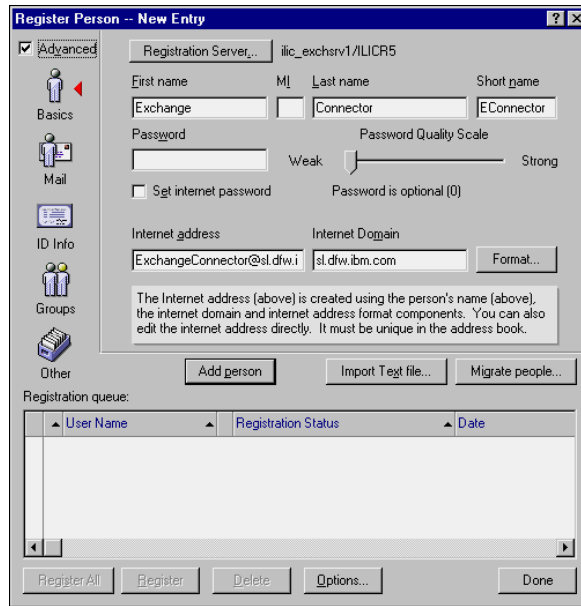 Register Person -- New Entry
Advanced
Registration Server...
ilic_exchsrv1/ILICR5
First name
MI
Last name
Short name
Exchange
Connector
EConnector
Basics
Password
Password Quality Scale
Weak
Strong
Mail
Set internet password
Password is optional (0)
ID Info
Internet address
Internet Domain
ExchangeConnector@sl.dfw.i
sl.dfw.ibm.com
Format...
Groups
The Internet address (above) is created using the person's name (above),
the internet domain and internet address format components. You can also
edit the internet address directly. It must be unique in the address book.
Other
Add person
Import Text file...
Migrate people...
Registration queue:
User Name
Registration Status
Date
Register All
Register
Delete
Options...
Done